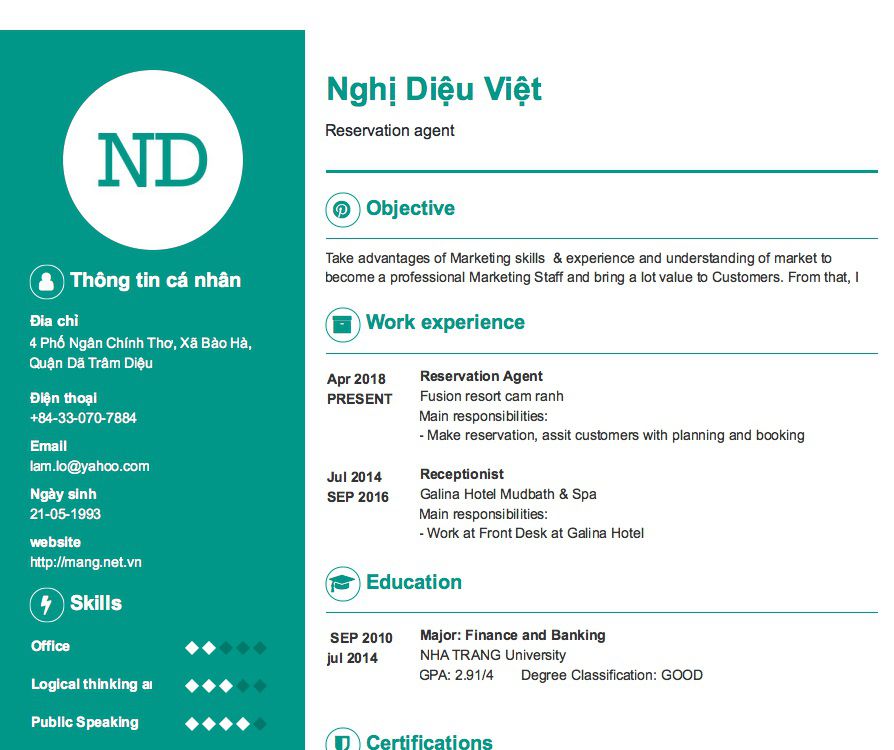 ND
Thông tin cá nhân
Đia chỉ
4 Phố Ngân Chính Thơ, Xã Bào Hà,
Quận Dã Trâm Diệu
Điện thoại
+84-33-070-7884
Email
lam.lo@yahoo.com
Ngày sinh
21-05-1993
website
http://mang.net.vn
Skills
Office
Logical thinking a
Public Speaking
Nghị Diệu Việt
Reservation agent
Objective
Take advantages of Marketing skills & experience and understanding of market to
become a professional Marketing Staff and bring a lot value to Customers. From that, I
Work experience
Apr 2018
PRESENT
Reservation Agent
Fusion resort cam ranh
Main responsibilities:
- Make reservation, assit customers with planning and booking
Jul 2014
SEP 2016
Receptionist
Galina Hotel Mudbath & Spa
Main responsibilities:
- Work at Front Desk at Galina Hotel
Education
SEP 2010
jul 2014
Major: Finance and Banking
NHA TRANG University
GPA: 2.91/4 Degree Classification: GOOD
Certifications